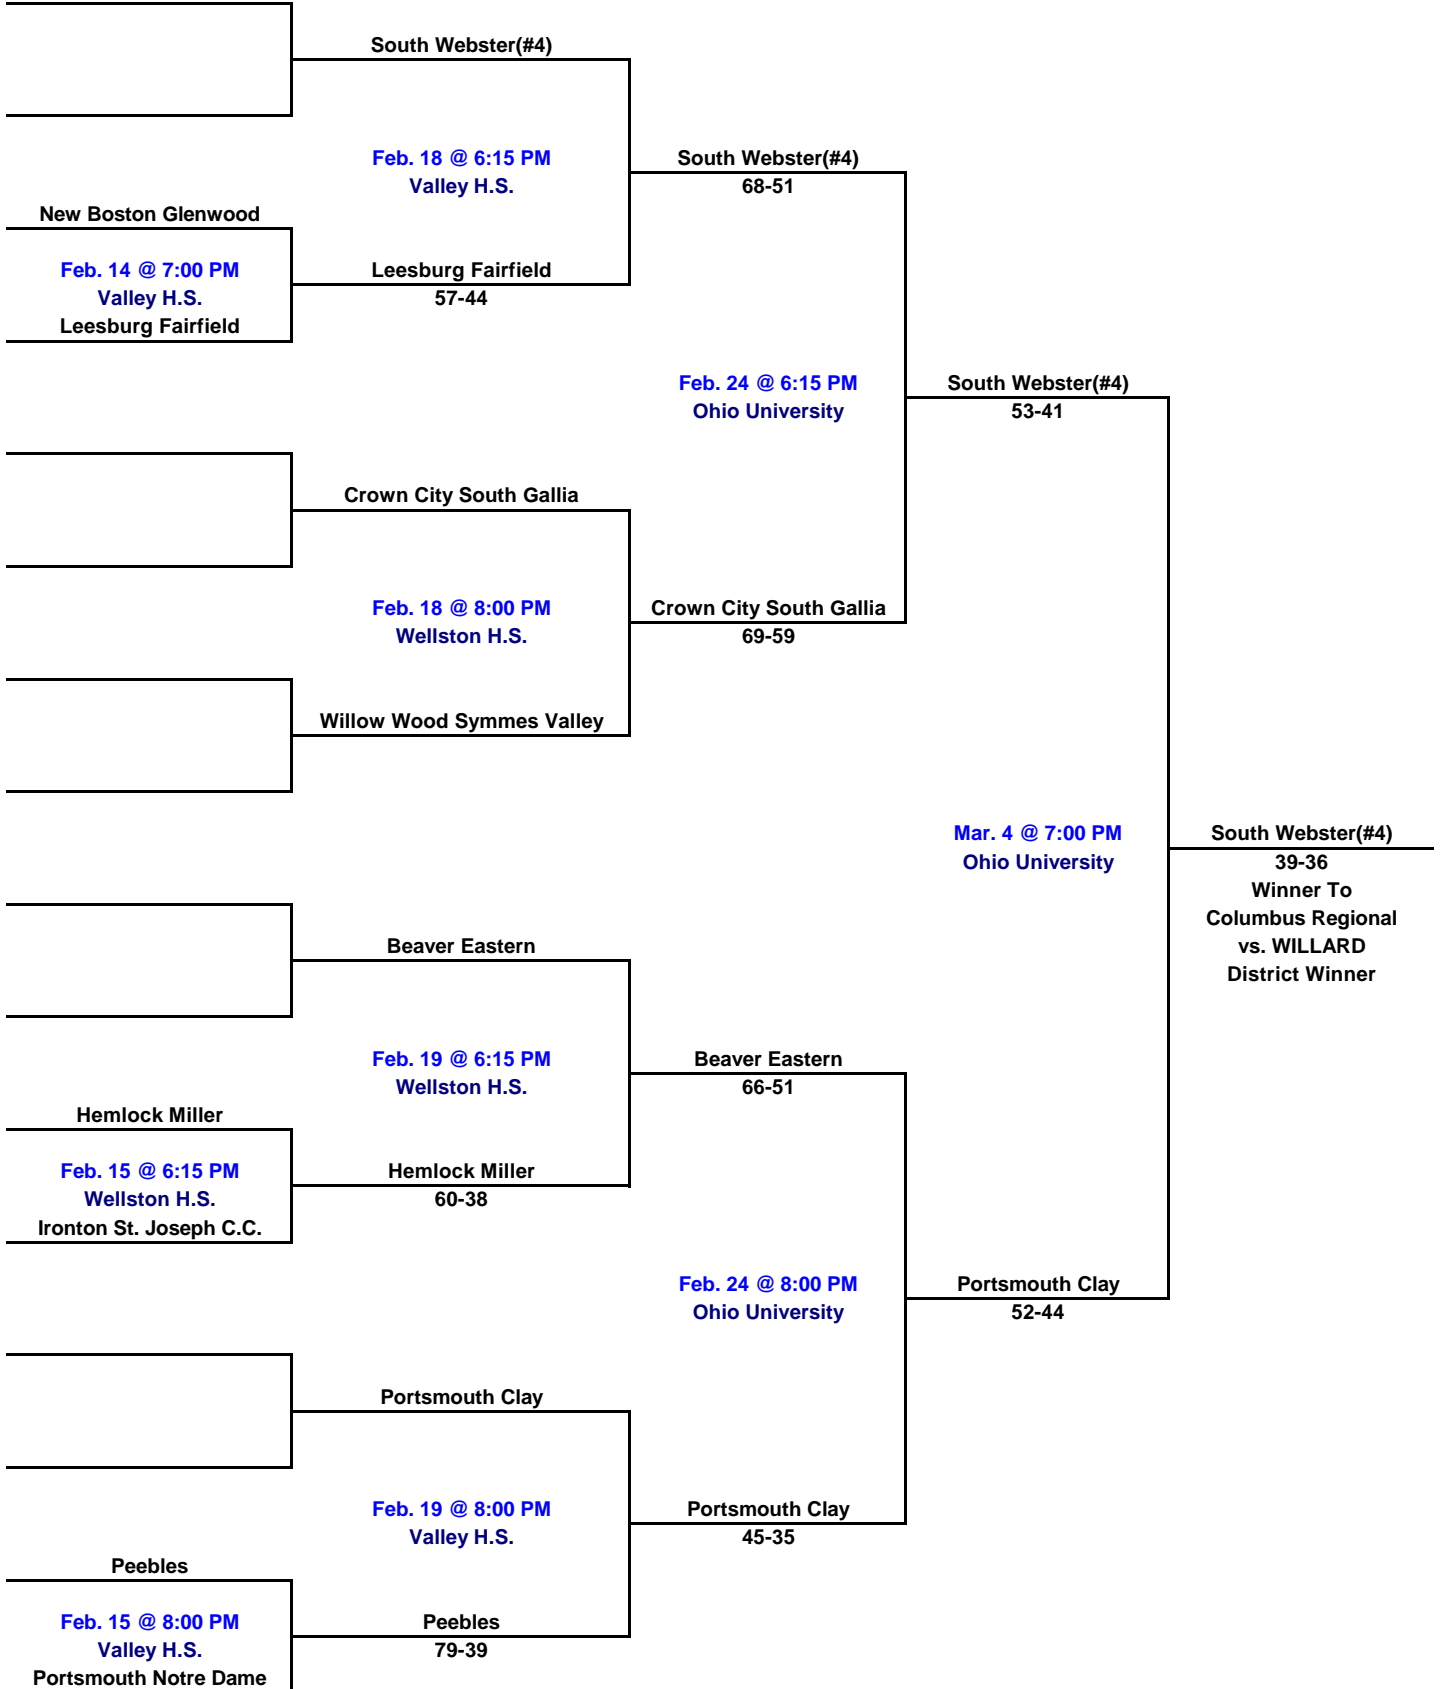 South Webster(#4)
Feb. 18 @ 6:15 PM
Valley H.S.
South Webster(#4)
68-51
New Boston Glenwood
Feb. 14 @ 7:00 PM
Valley H.S.
Leesburg Fairfield
Leesburg Fairfield
57-44
Feb. 24 @ 6:15 PM
Ohio University
South Webster(#4)
53-41
Crown City South Gallia
Feb. 18 @ 8:00 PM
Wellston H.S.
Crown City South Gallia
69-59
Willow Wood Symmes Valley
Mar. 4 @ 7:00 PM
Ohio University
South Webster(#4)
39-36
Winner To
Columbus Regional
vs. WILLARD
District Winner
Beaver Eastern
Feb. 19 @ 6:15 PM
Wellston H.S.
Beaver Eastern
66-51
Hemlock Miller
Feb. 15 @ 6:15 PM
Wellston H.S.
Ironton St. Joseph C.C.
Hemlock Miller
60-38
Feb. 24 @ 8:00 PM
Ohio University
Portsmouth Clay
52-44
Portsmouth Clay
Feb. 19 @ 8:00 PM
Valley H.S.
Portsmouth Clay
45-35
Peebles
Feb. 15 @ 8:00 PM
Valley H.S.
Portsmouth Notre Dame
Peebles
79-39